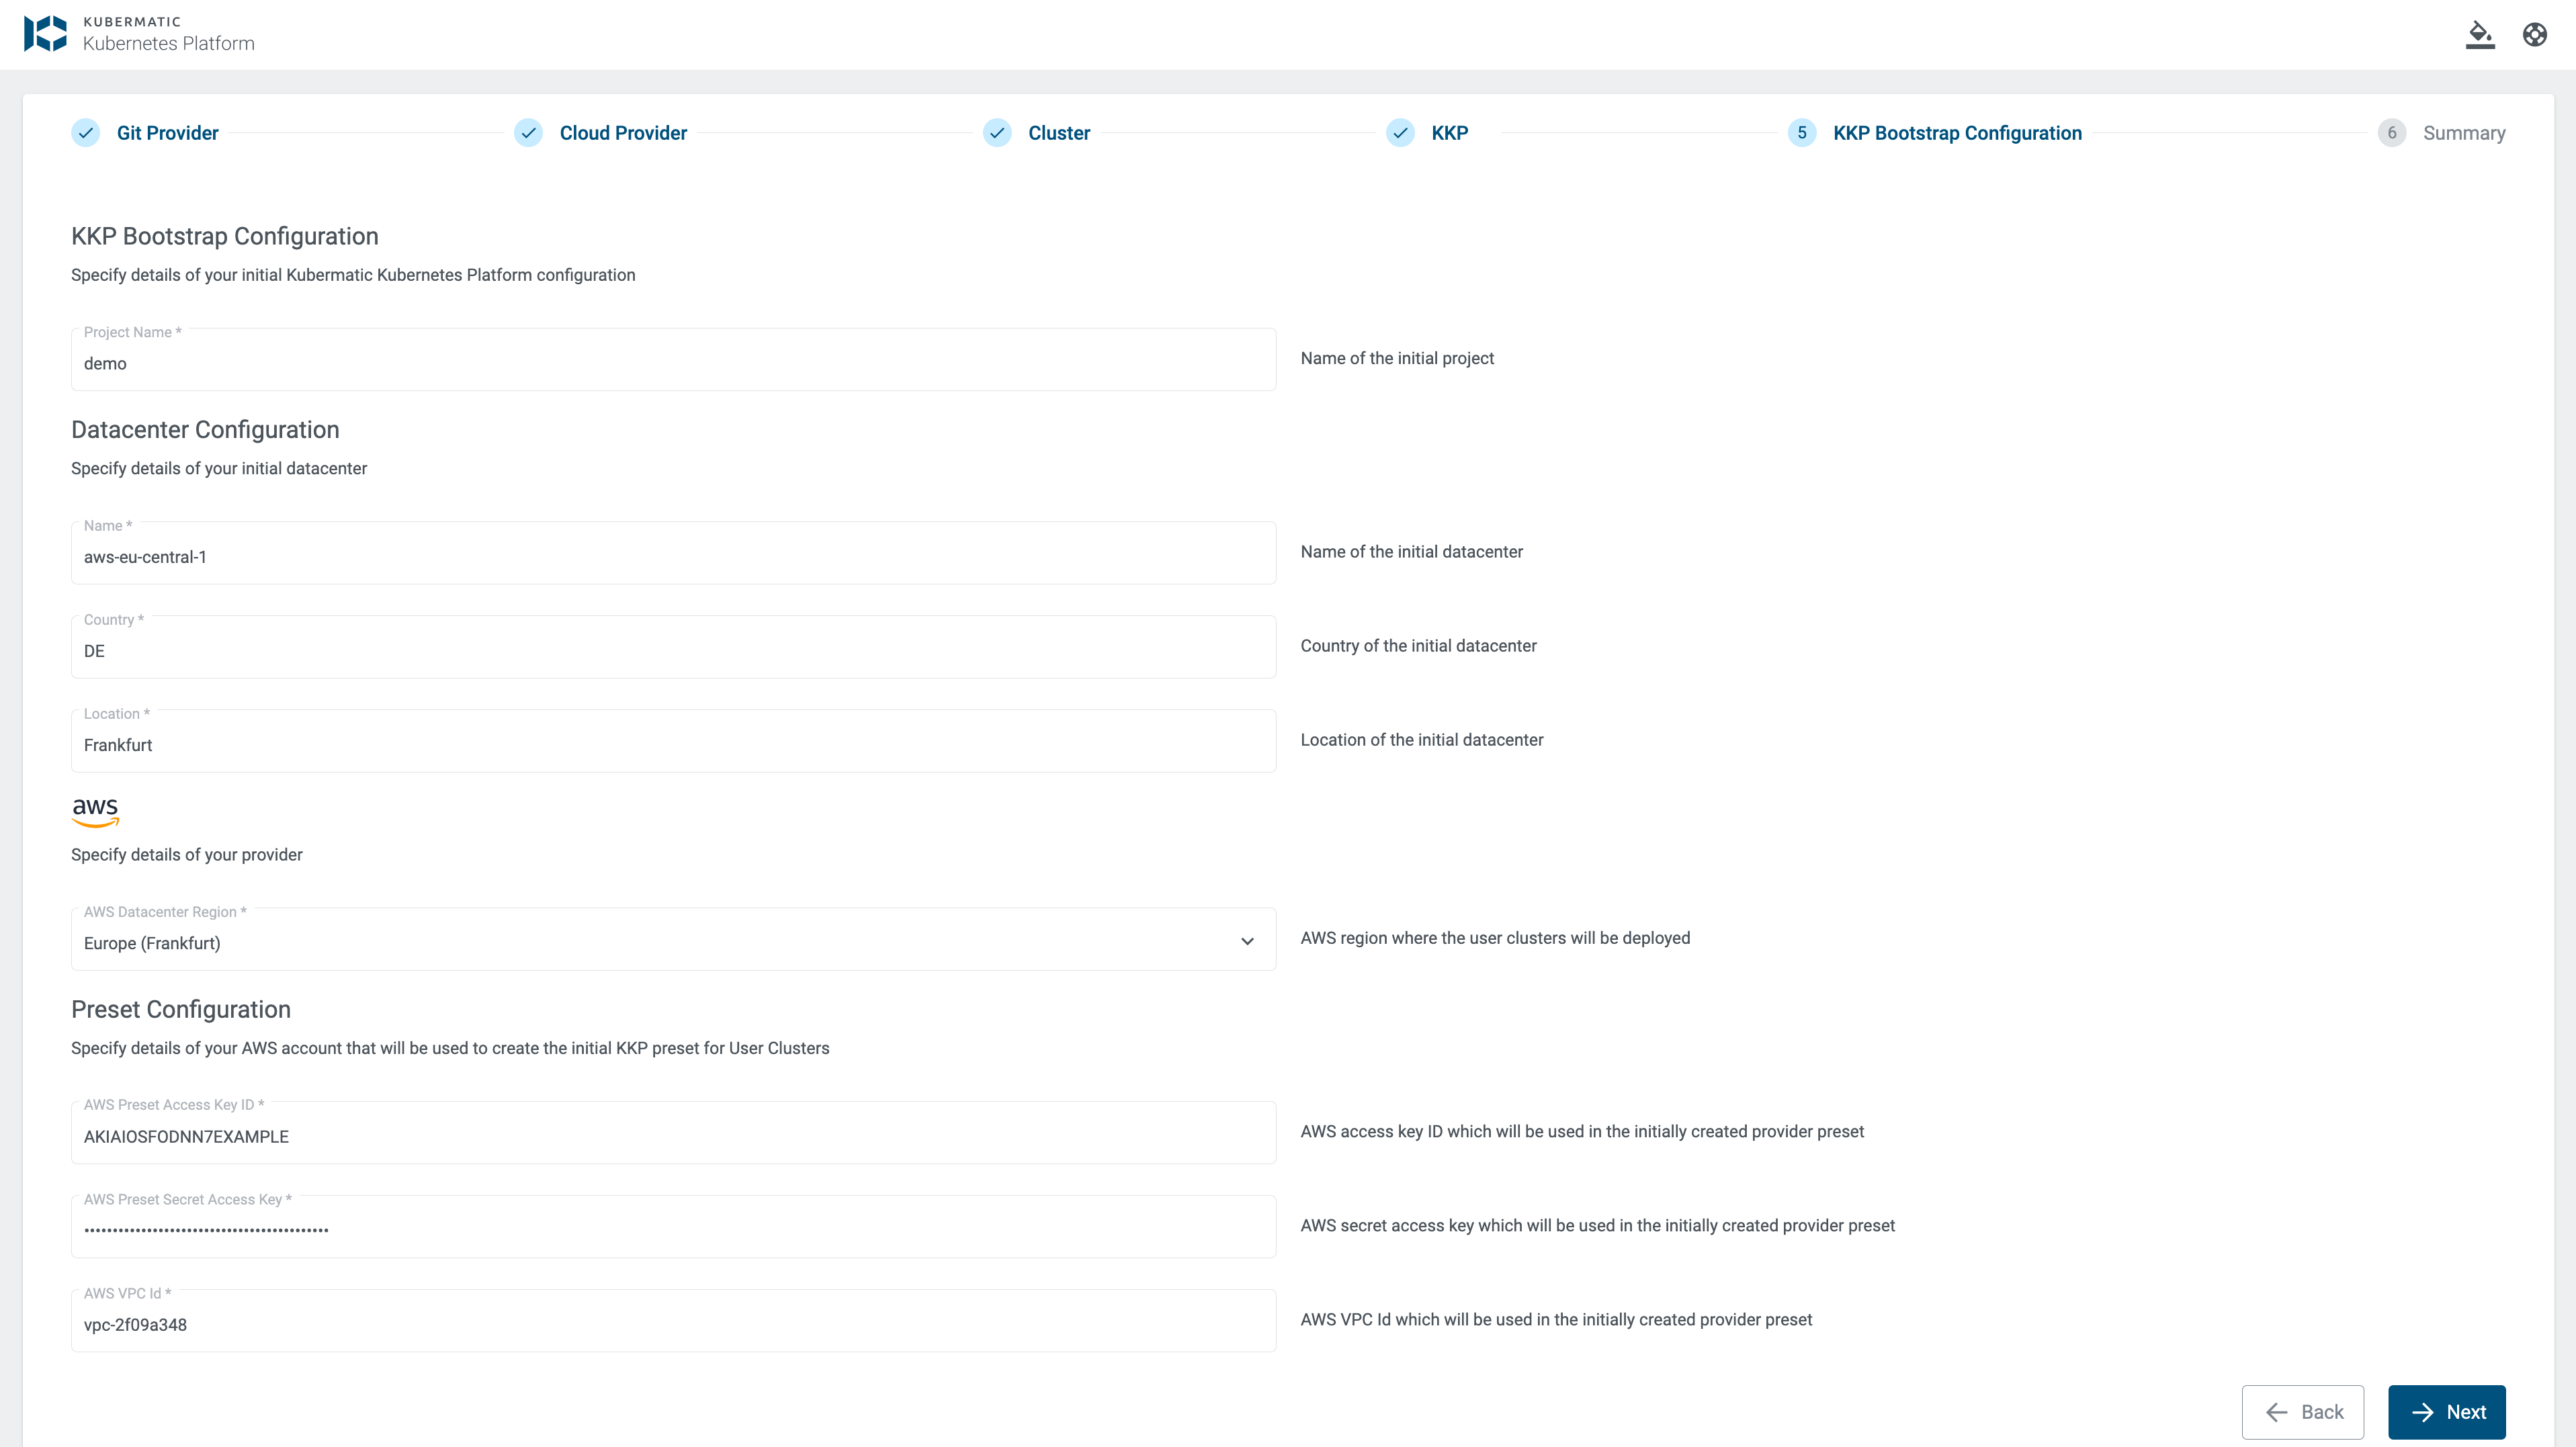 KUBERMATIC
Kubernetes Platform
Git Provider
Cloud Provider
Cluster
KKP
5 KKP Bootstrap Configuration
6 Summary
KKP Bootstrap Configuration
Specify details of your initial Kubermatic Kubernetes Platform configuration
Project Name *
demo
Name of the initial project
Datacenter Configuration
Specify details of your initial datacenter
Name *
aws-eu-central-1
Name of the initial datacenter
Country *
DE
Country of the initial datacenter
Location *
Frankfurt
Location of the initial datacenter
aws
Specify details of your provider
AWS Datacenter Region *
Europe (Frankfurt)
AWS region where the user clusters will be deployed
Preset Configuration
Specify details of your AWS account that will be used to create the initial KKP preset for User Clusters
AWS Preset Access Key ID *
AKIAIOSFODNN7EXAMPLE
AWS access key ID which will be used in the initially created provider preset
AWS Preset Secret Access Key *
AWS secret access key which will be used in the initially created provider preset
AWS VPC Id *
vpc-2f09a348
AWS VPC Id which will be used in the initially created provider preset
Back
Next